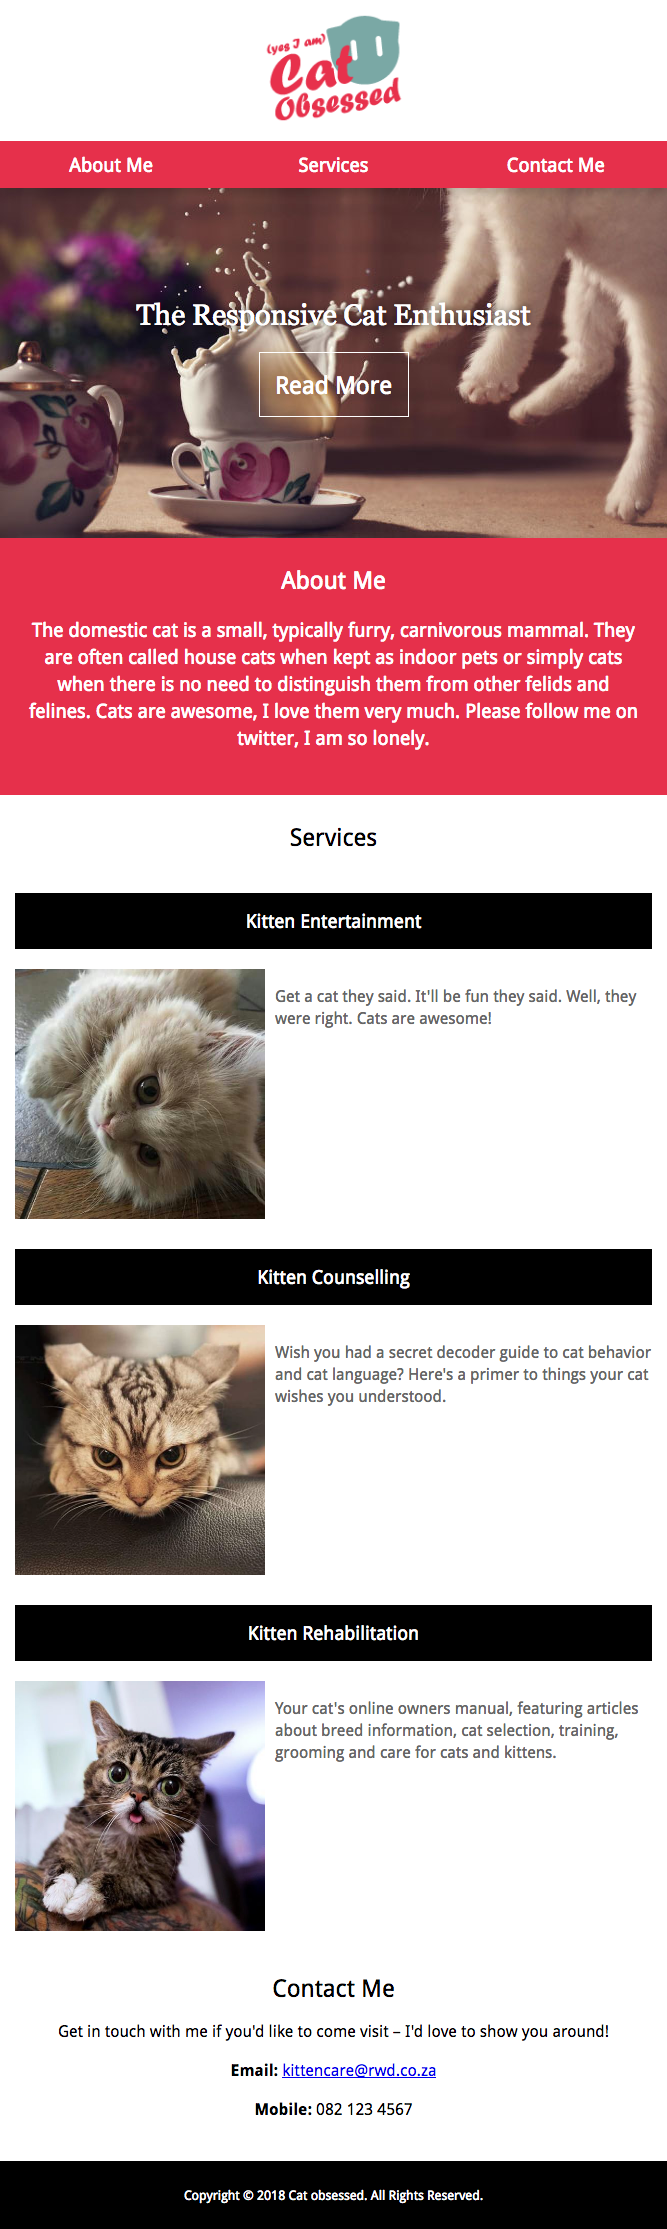 (yes I am)
Cat
Obsessed
About Me Services Contact Me
The Responsive Cat Enthusiast
Read More
About Me
The domestic cat is a small, typically furry, carnivorous mammal. They
are often called house cats when kept as indoor pets or simply cats
when there is no need to distinguish them from other felids and
felines. Cats are awesome, I love them very much. Please follow me on
twitter, I am so lonely.
Services
Kitten Entertainment
Get a cat they said. It'll be fun they said. Well, they
were right. Cats are awesome!
Kitten Counselling
Wish you had a secret decoder guide to cat behavior
and cat language? Here's a primer to things your cat
wishes you understood.
Kitten Rehabilitation
Your cat's online owners manual, featuring articles
about breed information, cat selection, training,
grooming and care for cats and kittens.
Contact Me
Get in touch with me if you'd like to come visit – I'd love to show you around!
Email: kittencare@rwd.co.za
Mobile: 082 123 4567
Copyright © 2018 Cat obsessed. All Rights Reserved.